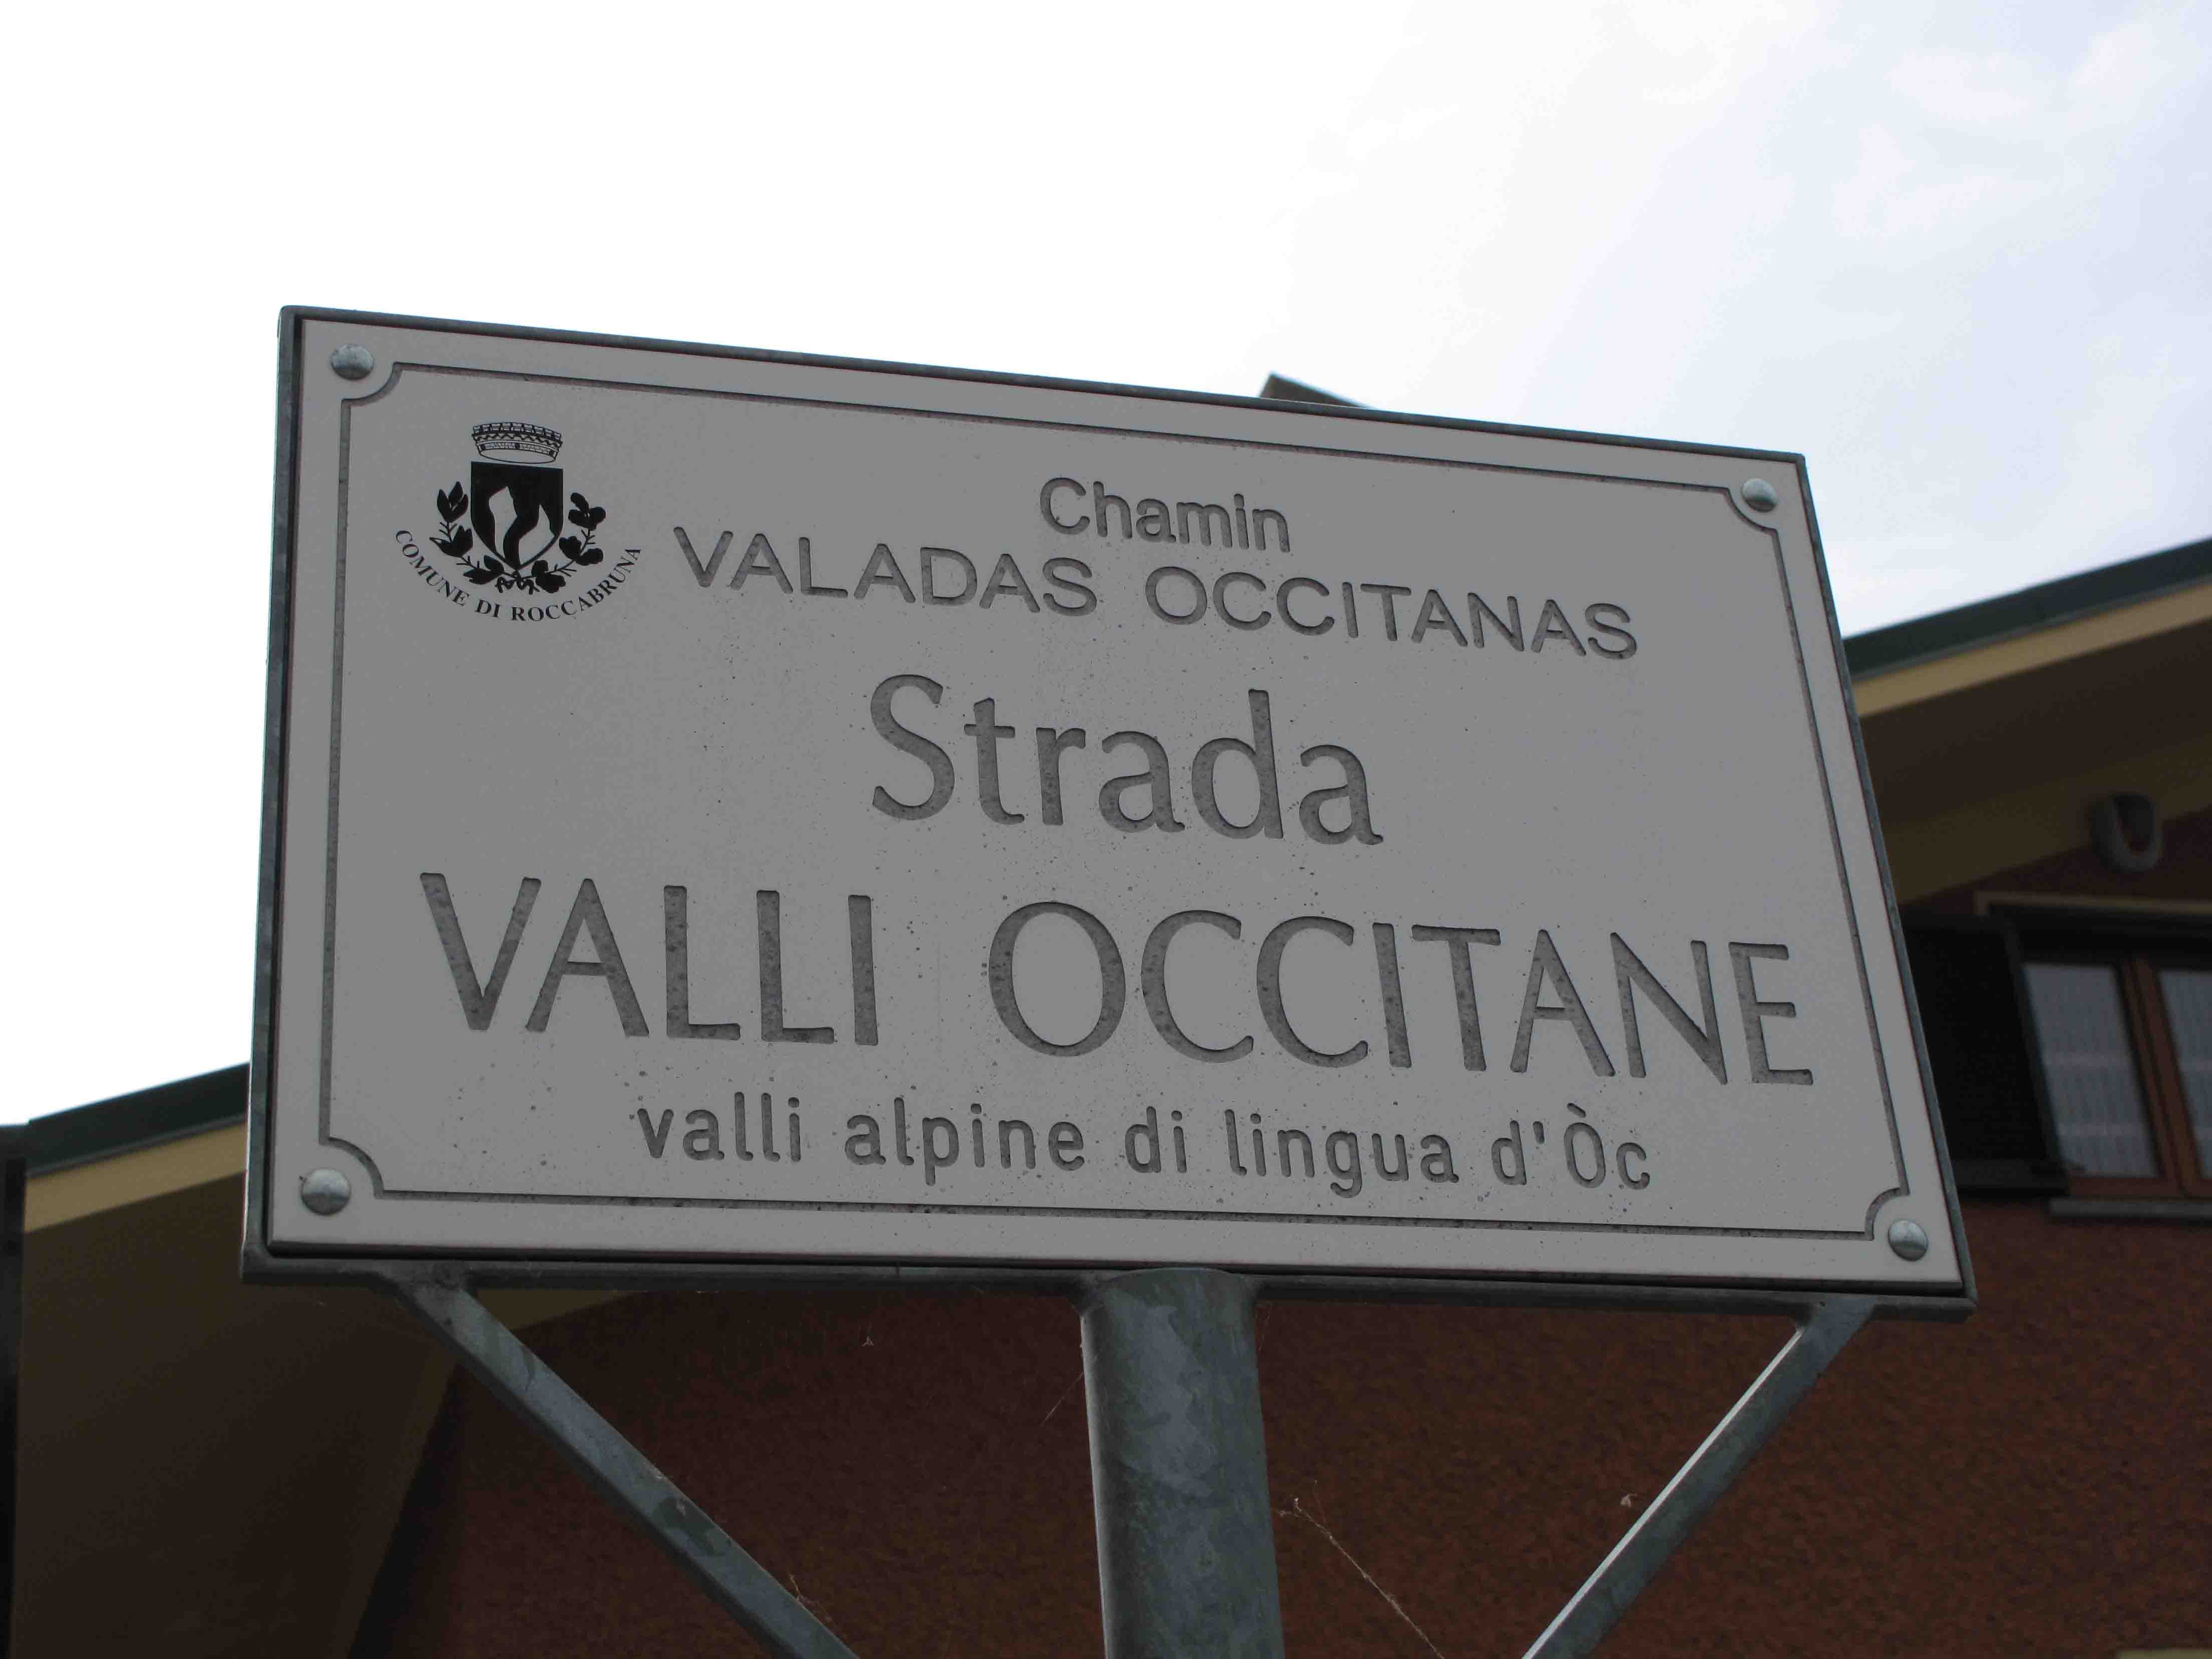 COMUNE DI ROCCABRUNA
Chamin
VALADAS OCCITANAS
Strada
VALLI OCCITANE
valli alpine di lingua d'Òc